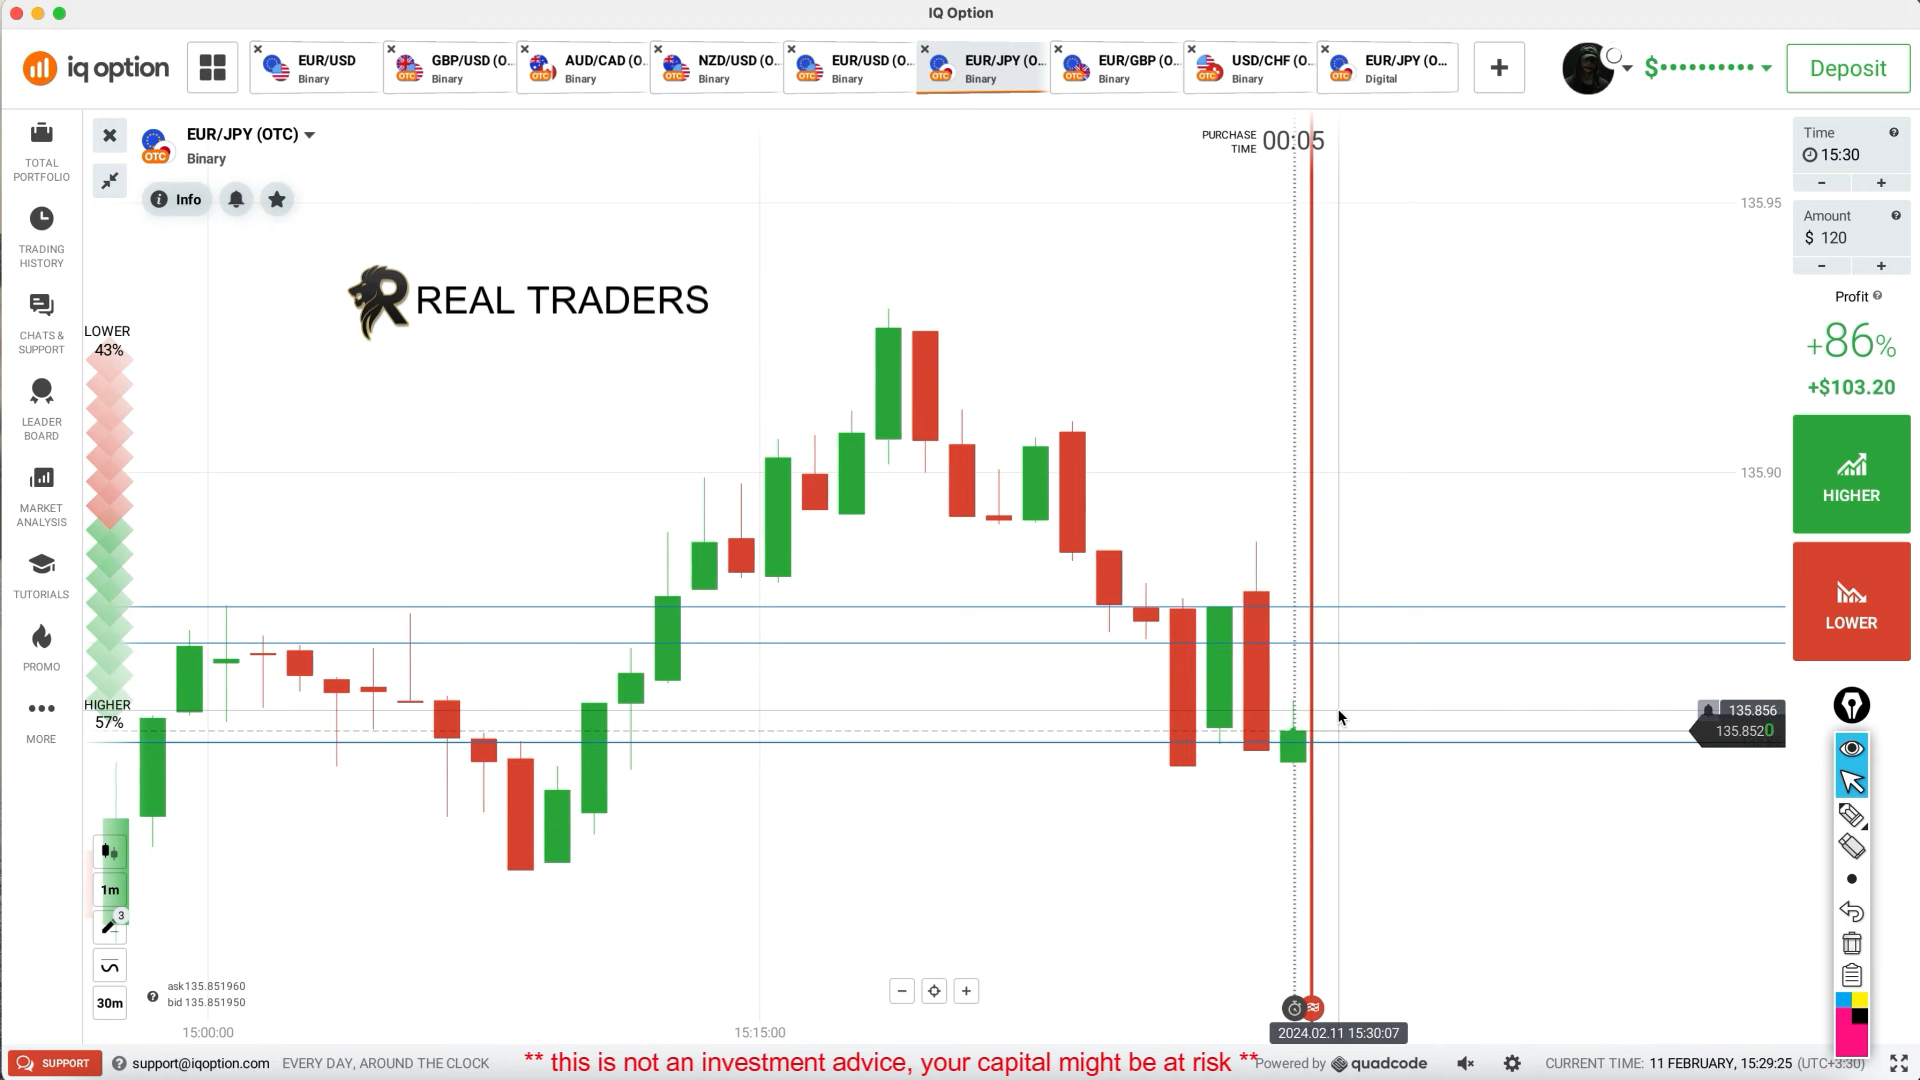 IQ Option
iq option
EUR/USD
Binary
GBP/USD (O...
Binary
AUD/CAD (O...
Binary
NZD/USD (O...
Binary
EUR/USD (O...
Binary
EUR/JPY (O...
Binary
EUR/GBP (O...
Binary
USD/CHF (O...
Binary
EUR/JPY (O...
Digital
+
$••••••••••
Deposit
TOTAL
PORTFOLIO
TRADING
HISTORY
CHATS &
SUPPORT
LEADER
BOARD
MARKET
ANALYSIS
TUTORIALS
PROMO
MORE
OTC
EUR/JPY (OTC)
Binary
Info
PURCHASE
TIME
00:05
REAL TRADERS
LOWER
43%
HIGHER
57%
135.95
135.90
135.856
135.8520
Time
15:30
- +
Amount
$ 120
- +
Profit
+86%
+$103.20
HIGHER
LOWER
1m
3
30m
ask135.851960
bid 135.851950
15:00:00
15:15:00
2024.02.11 15:30:07
SUPPORT
support@iqoption.com
EVERY DAY, AROUND THE CLOCK
** this is not an investment advice, your capital might be at risk **
Powered by quadcode
CURRENT TIME: 11 FEBRUARY, 15:29:25 (UTC+3:30)